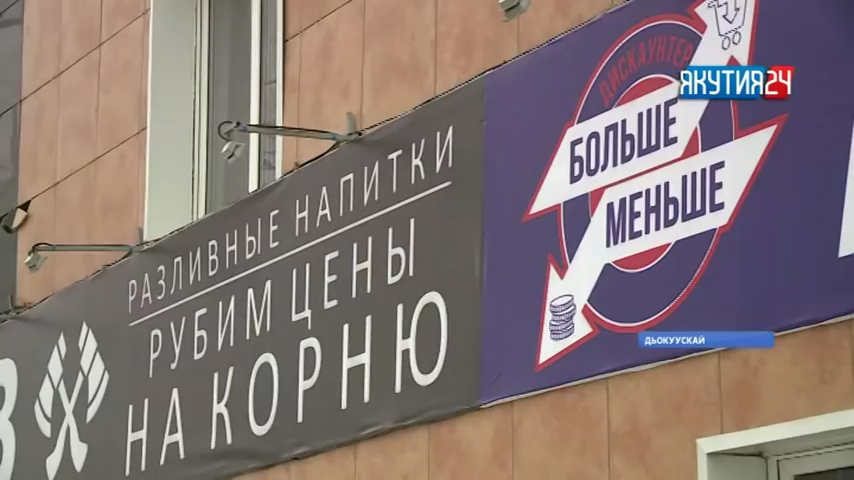 РАЗЛИВНЫЕ НАПИТКИ
РУБИМ ЦЕНЫ
НА КОРНЮ
В
ДИСКАУНТЕР
БОЛЬШЕ
МЕНЬШЕ
ЯКУТИЯ24
ДЬОКУУСКАЙ